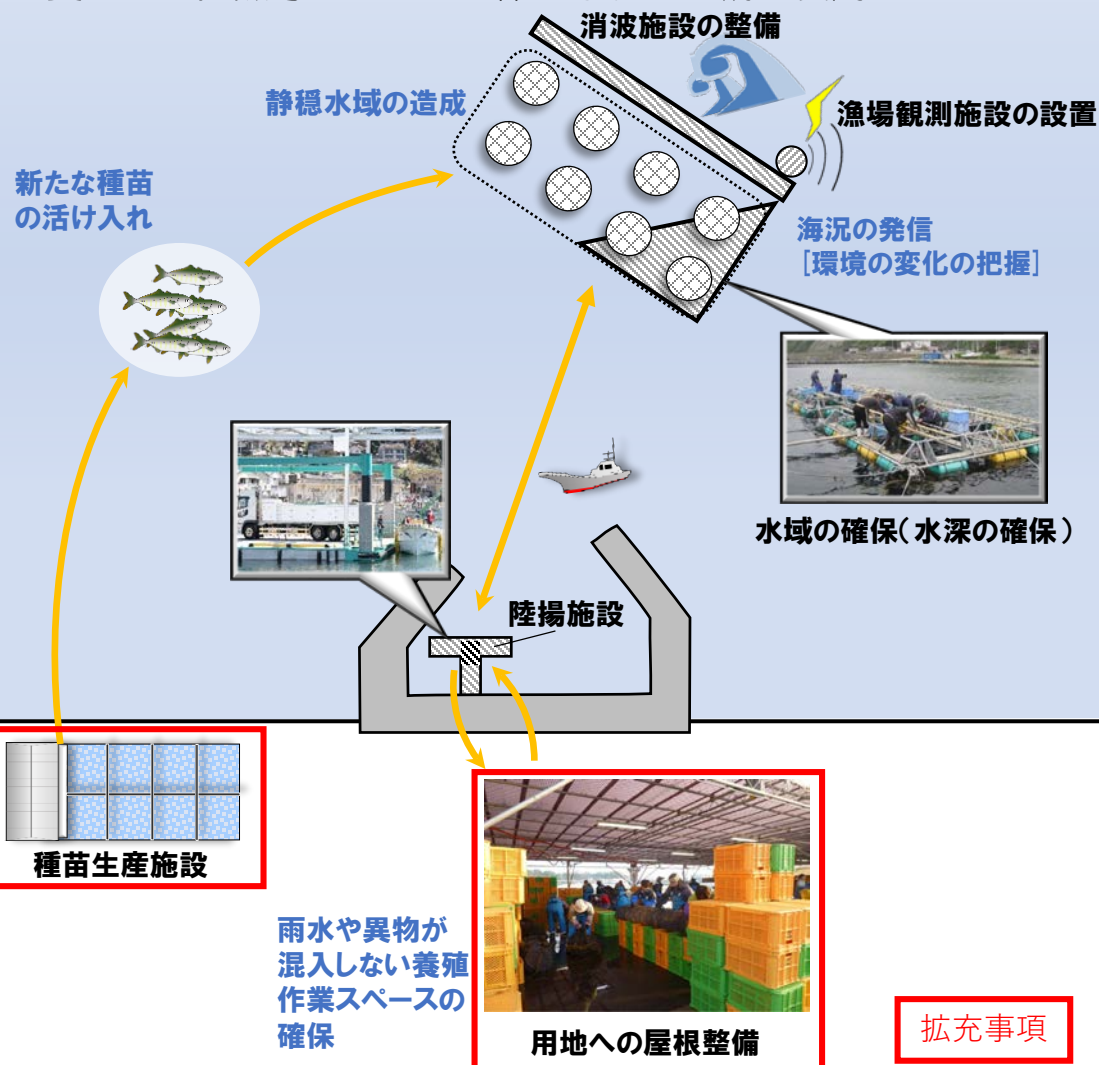 消波施設の整備
静穏水域の造成
漁場観測施設の設置
新たな種苗
の活け入れ
海況の発信
[環境の変化の把握]
水域の確保(水深の確保)
陸揚施設
種苗生産施設
雨水や異物が
混入しない養殖
作業スペースの
確保
用地への屋根整備
拡充事項